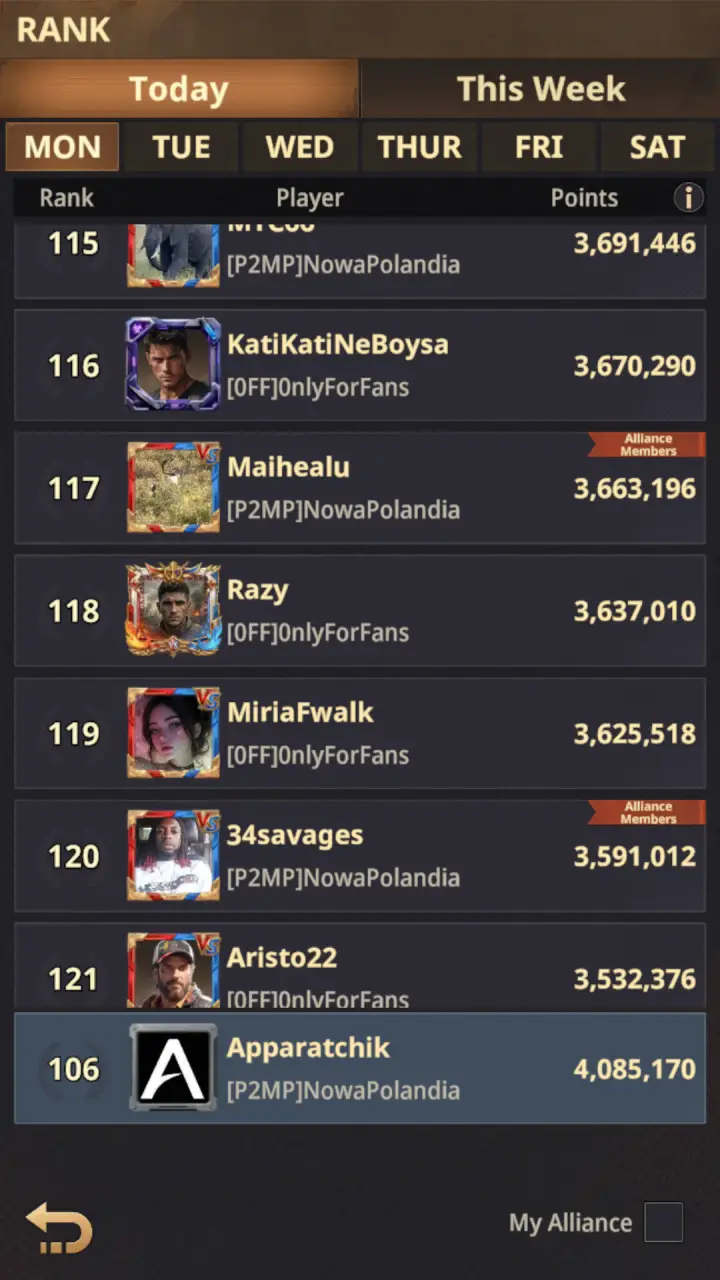 RANK
Today
This Week
MON
TUE
WED
THUR
FRI
SAT
Rank
Player
Points
115
[P2MP]NowaPolandia
3,691,446
116
KatiKatiNeBoysa
[0FF]0nlyForFans
3,670,290
Alliance
Members
117
Maihealu
[P2MP]NowaPolandia
3,663,196
118
Razy
[0FF]0nlyForFans
3,637,010
119
MiriaFwalk
[0FF]0nlyForFans
3,625,518
Alliance
Members
120
34savages
[P2MP]NowaPolandia
3,591,012
121
Aristo22
[0FF]0nlyForFans
3,532,376
106
Apparatchik
[P2MP]NowaPolandia
4,085,170
My Alliance